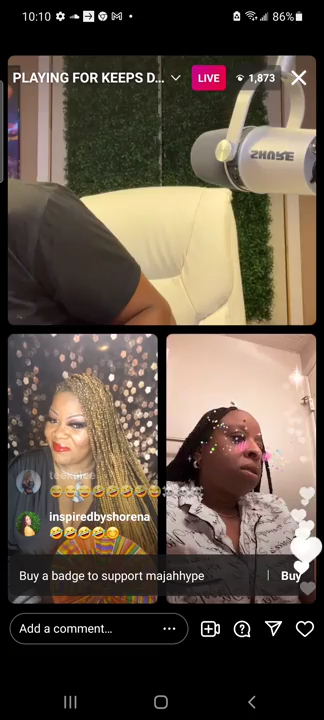 10:10
86%
PLAYING FOR KEEPS D...
LIVE
1,873
SHURE
teekalee
inspiredbyshorena
Buy a badge to support majahhype
Buy
Add a comment...